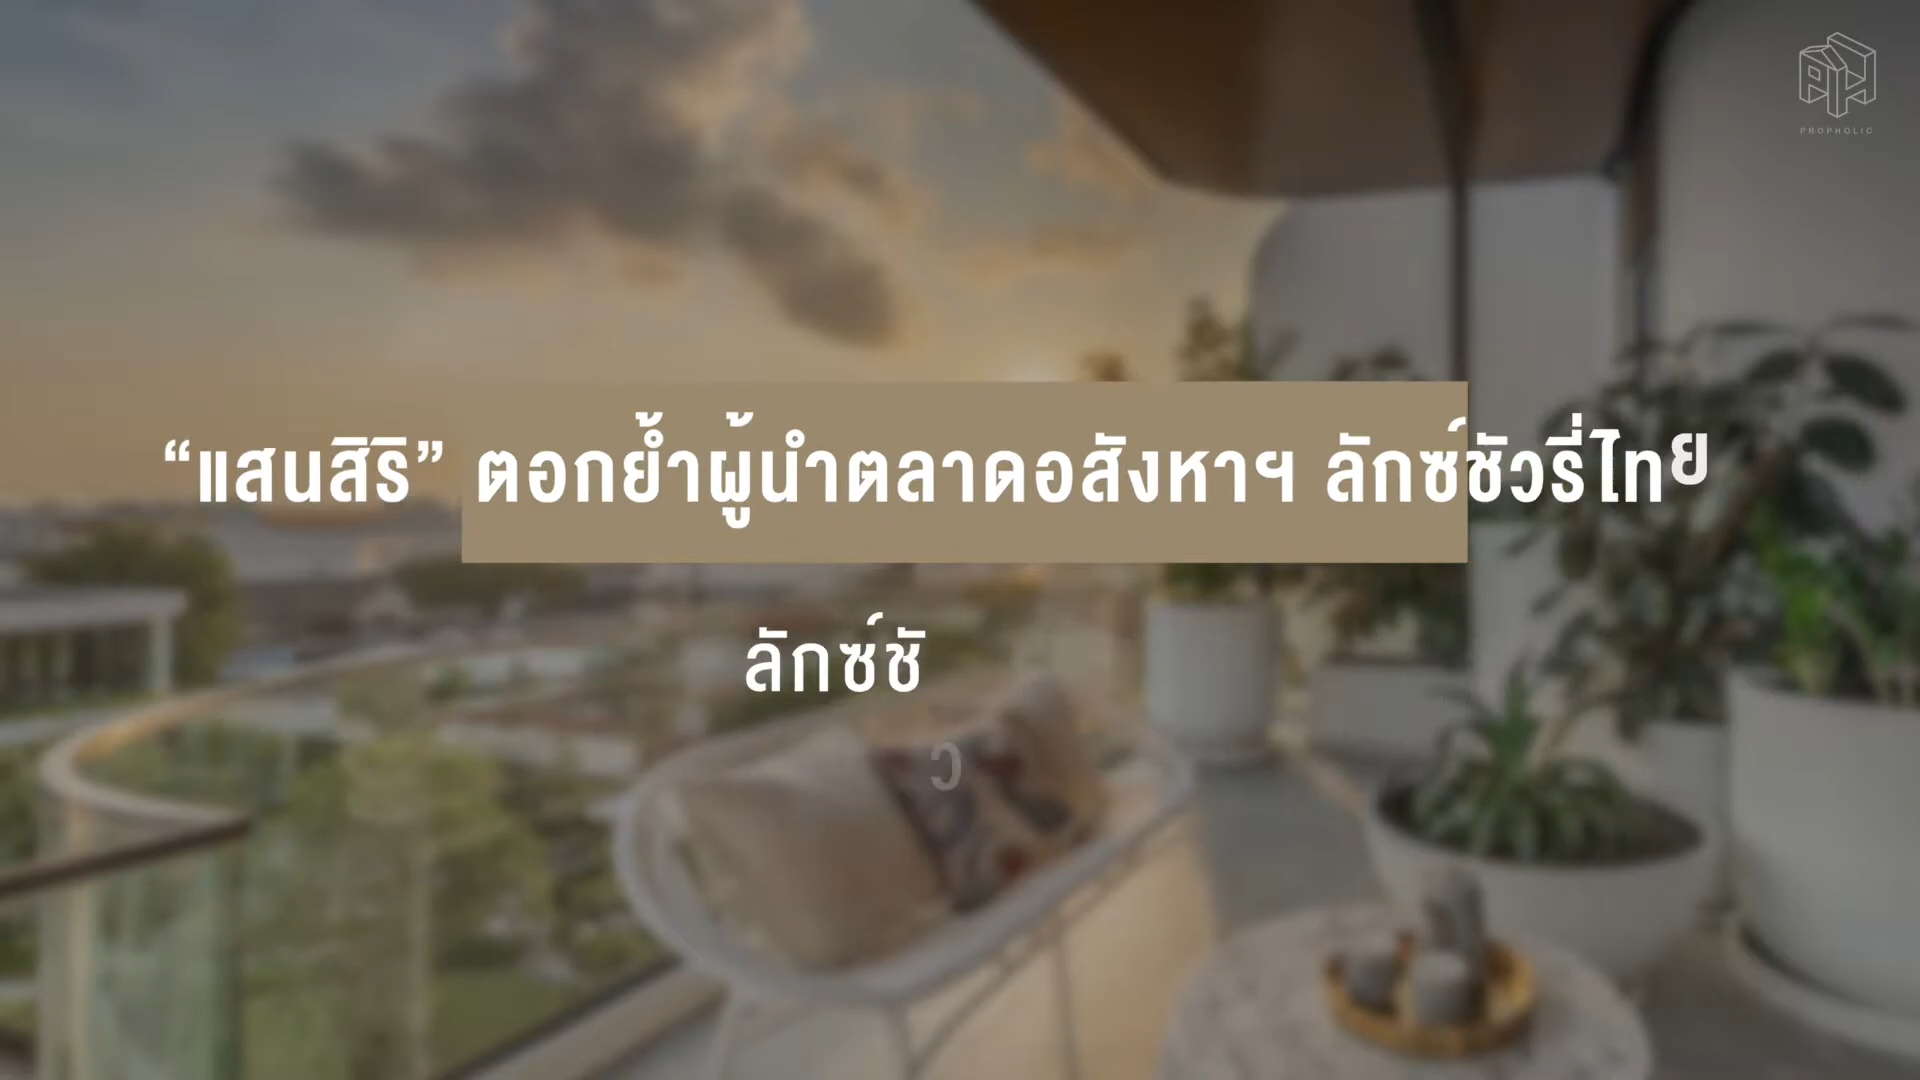 PROPHOLIC
“แสนสิริ” ตอกย้ำผู้นำตลาดอสังหาฯ ลักซ์ชัวรี่ไทย
ลักซ์ชัว